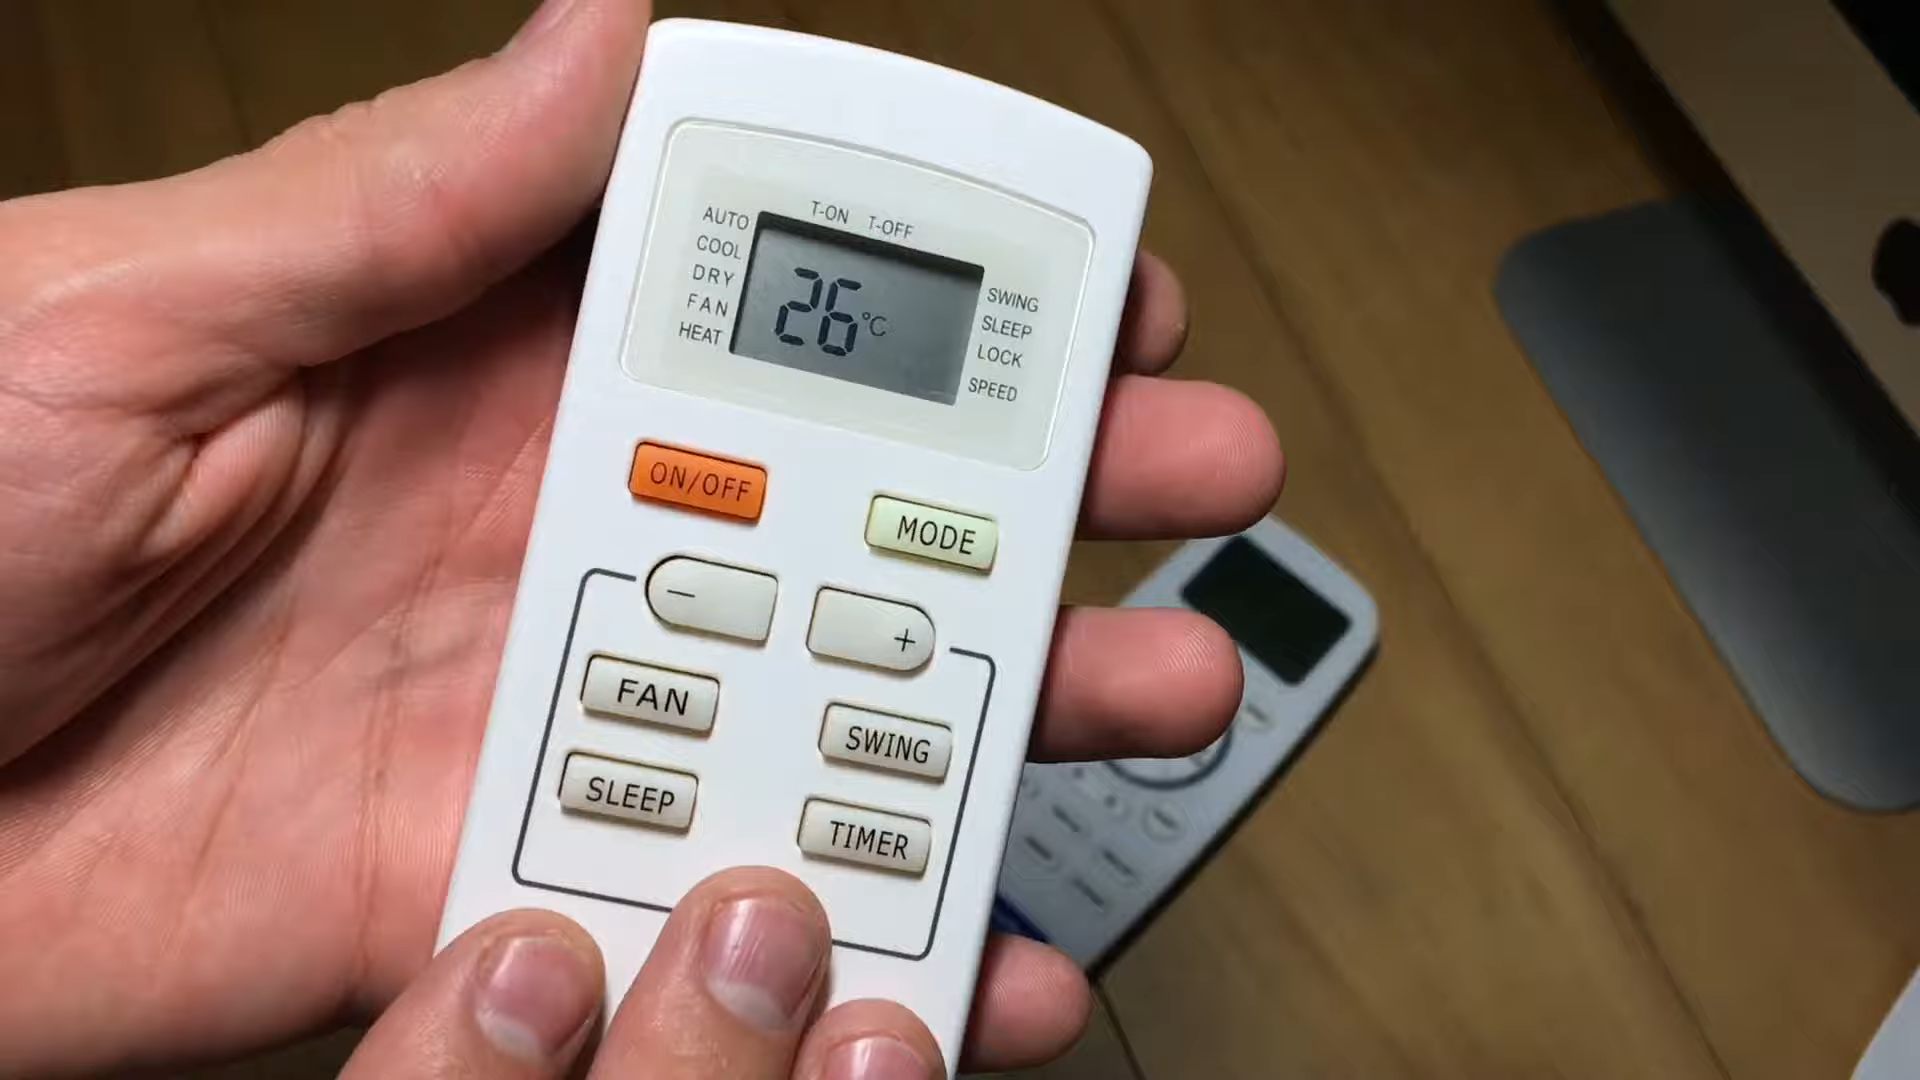 T-ON T-OFF
AUTO
COOL
DRY
FAN
HEAT
26°C
SWING
SLEEP
LOCK
SPEED
ON/OFF
MODE
− +
FAN
SWING
SLEEP
TIMER